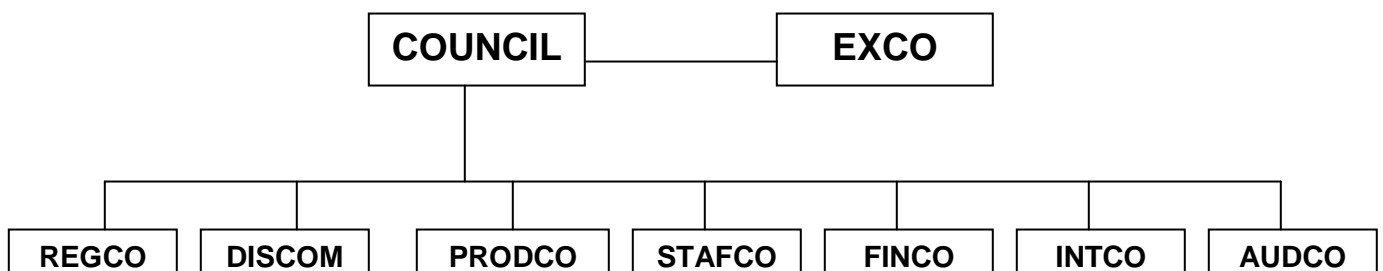 COUNCIL EXCO
REGCO DISCOM PRODCO STAFCO FINCO INTCO AUDCO